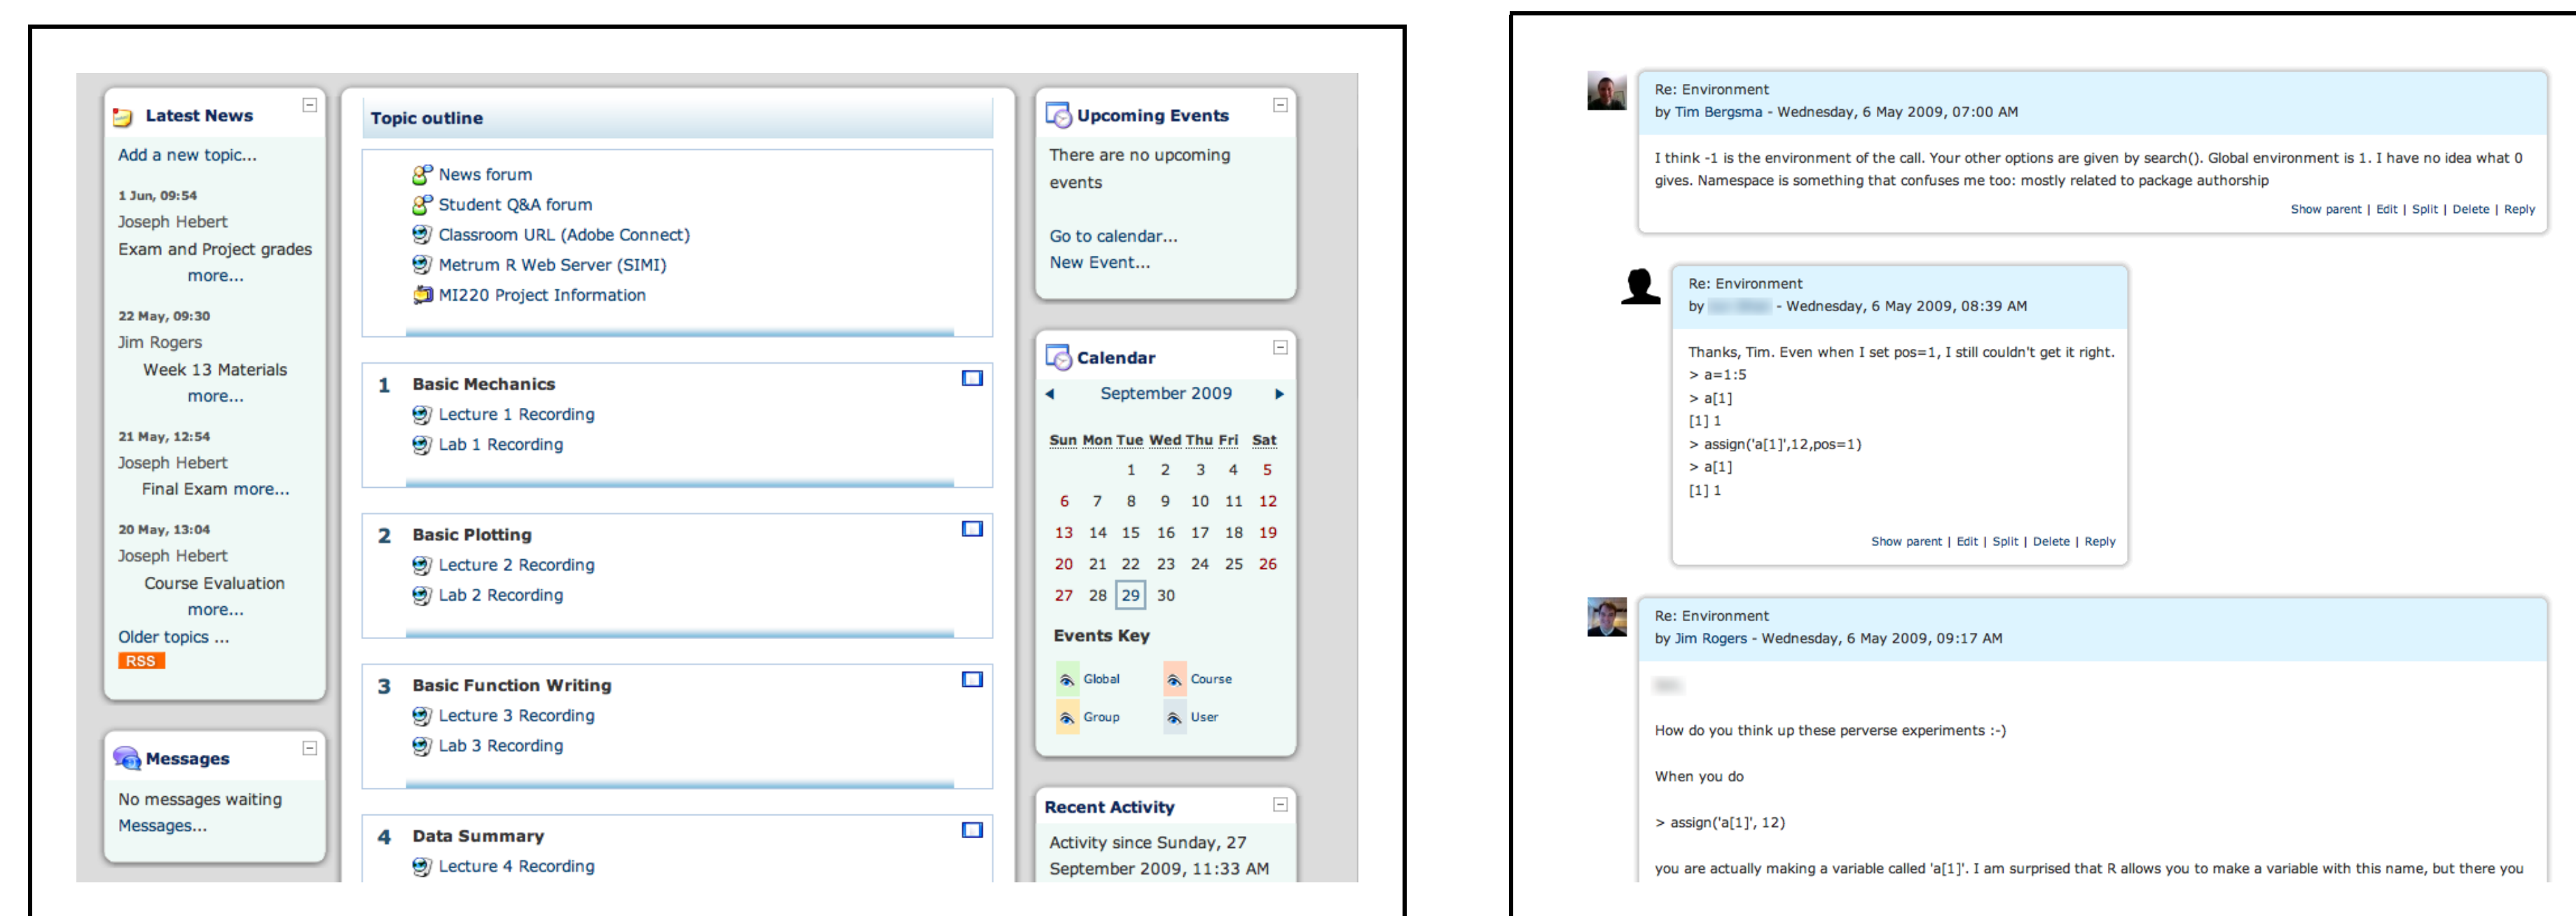 Latest News
Add a new topic...
1 Jun, 09:54
Joseph Hebert
Exam and Project grades
more...
22 May, 09:30
Jim Rogers
Week 13 Materials
more...
21 May, 12:54
Joseph Hebert
Final Exam more...
20 May, 13:04
Joseph Hebert
Course Evaluation
more...
Older topics ...
RSS
Messages
No messages waiting
Messages...
Topic outline
News forum
Student Q&A forum
Classroom URL (Adobe Connect)
Metrum R Web Server (SIMI)
MI220 Project Information
1 Basic Mechanics
Lecture 1 Recording
Lab 1 Recording
2 Basic Plotting
Lecture 2 Recording
Lab 2 Recording
3 Basic Function Writing
Lecture 3 Recording
Lab 3 Recording
4 Data Summary
Lecture 4 Recording
Upcoming Events
There are no upcoming
events
Go to calendar...
New Event...
Calendar
◄ September 2009 ►
Sun Mon Tue Wed Thu Fri Sat
1 2 3 4 5
6 7 8 9 10 11 12
13 14 15 16 17 18 19
20 21 22 23 24 25 26
27 28 29 30
Events Key
Global Course
Group User
Recent Activity
Activity since Sunday, 27
September 2009, 11:33 AM
Re: Environment
by Tim Bergsma - Wednesday, 6 May 2009, 07:00 AM
I think -1 is the environment of the call. Your other options are given by search(). Global environment is 1. I have no idea what 0
gives. Namespace is something that confuses me too: mostly related to package authorship
Show parent | Edit | Split | Delete | Reply
Re: Environment
by - Wednesday, 6 May 2009, 08:39 AM
Thanks, Tim. Even when I set pos=1, I still couldn't get it right.
> a=1:5
> a[1]
[1] 1
> assign('a[1]',12,pos=1)
> a[1]
[1] 1
Show parent | Edit | Split | Delete | Reply
Re: Environment
by Jim Rogers - Wednesday, 6 May 2009, 09:17 AM
How do you think up these perverse experiments :-)
When you do
> assign('a[1]', 12)
you are actually making a variable called 'a[1]'. I am surprised that R allows you to make a variable with this name, but there you